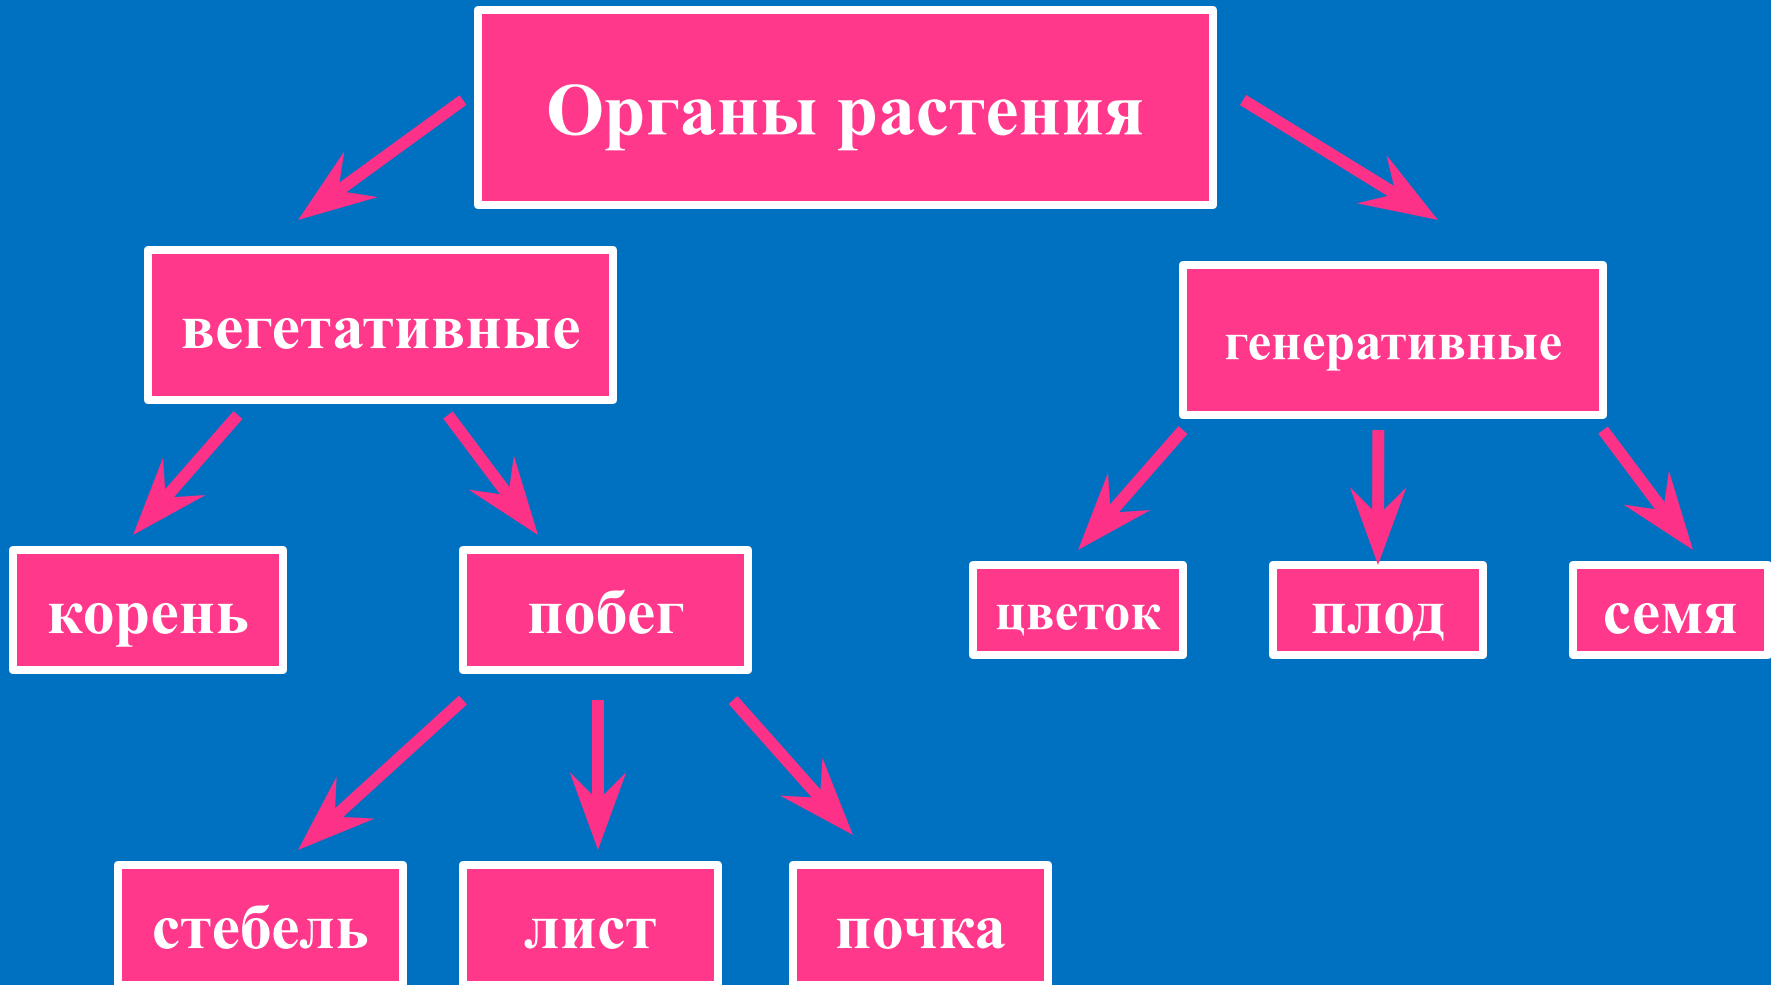 Органы растения
вегетативные
генеративные
корень
побег
цветок
плод
семя
стебель
лист
почка